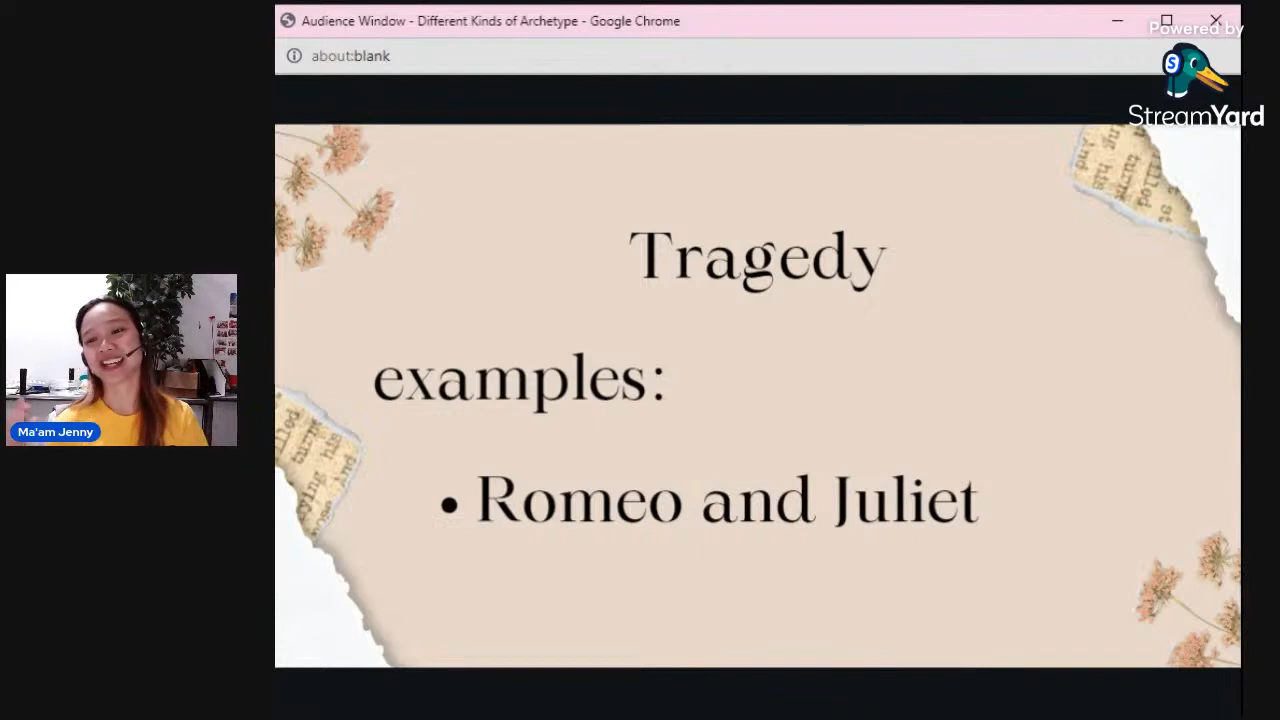 Audience Window - Different Kinds of Archetype - Google Chrome
about:blank
Powered by
StreamYard
Tragedy
examples:
• Romeo and Juliet
Ma'am Jenny